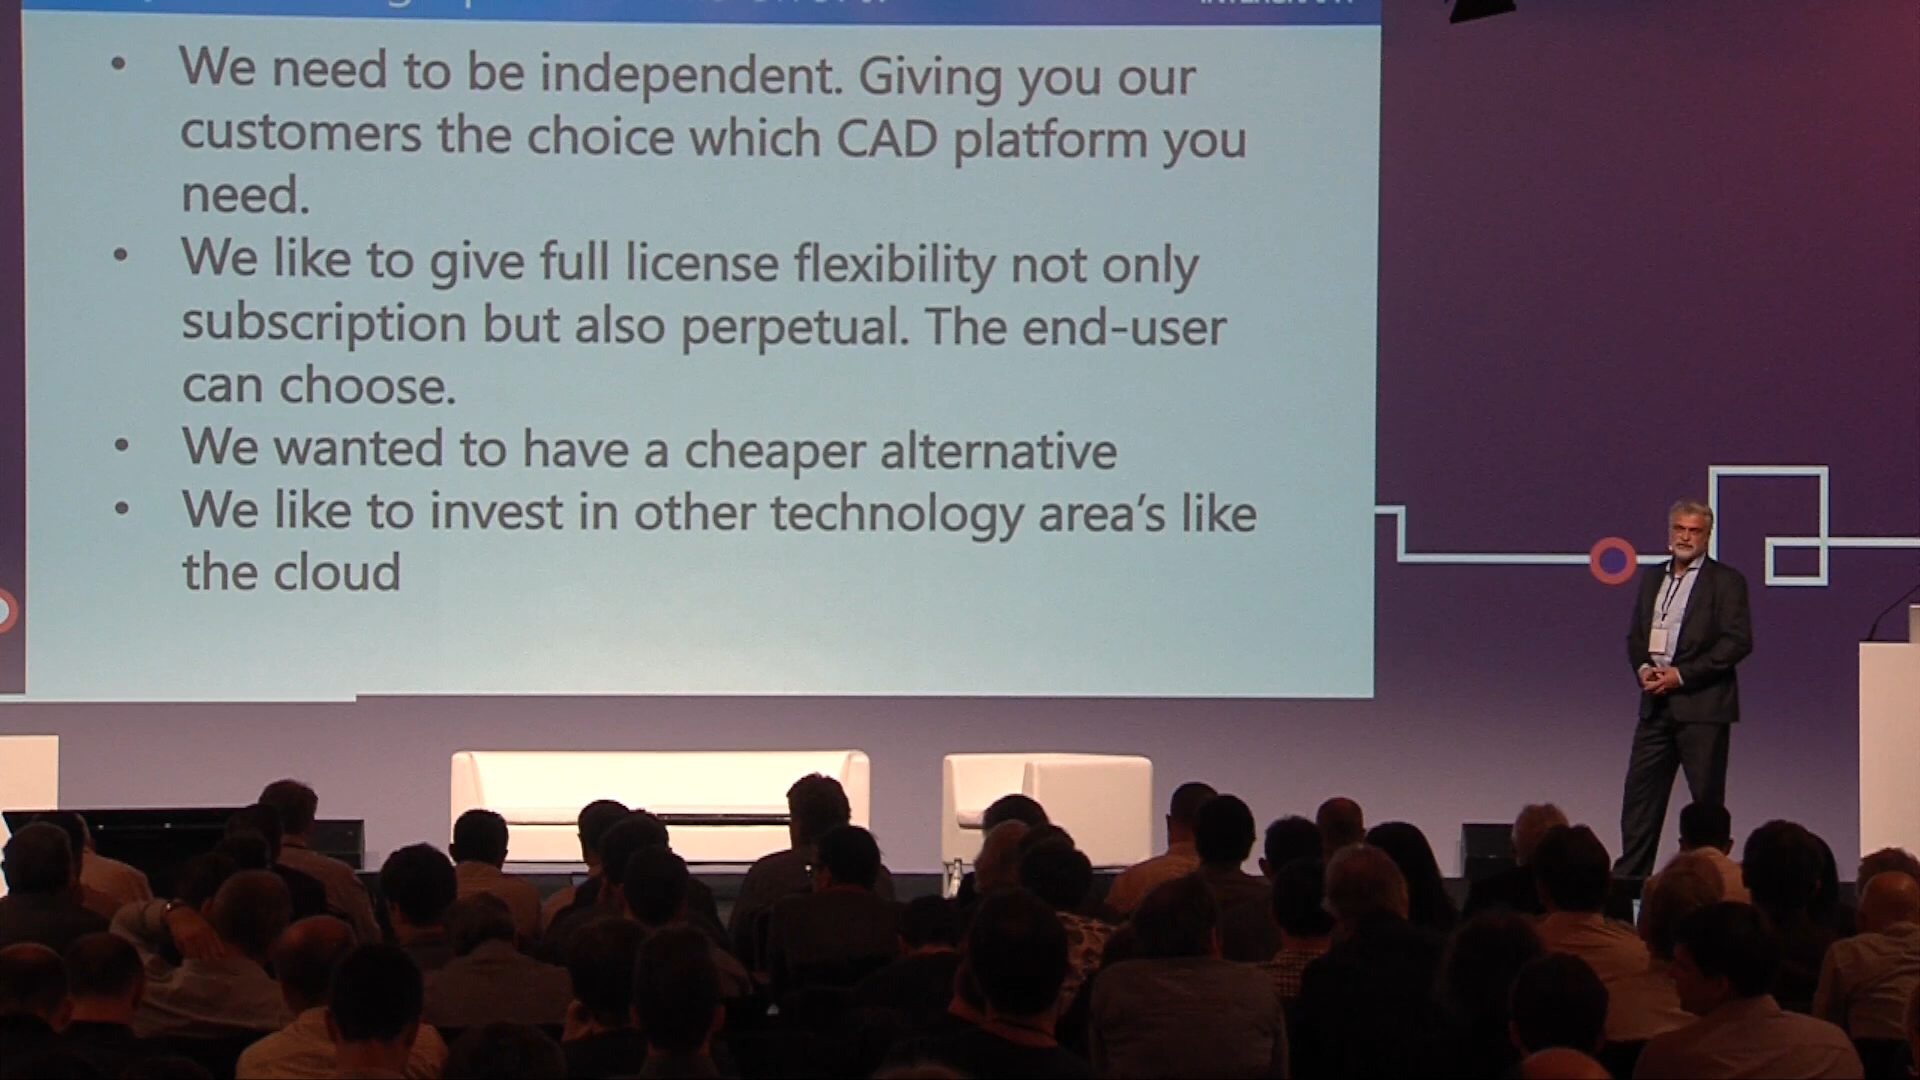 • We need to be independent. Giving you our
customers the choice which CAD platform you
need.
• We like to give full license flexibility not only
subscription but also perpetual. The end-user
can choose.
• We wanted to have a cheaper alternative
• We like to invest in other technology area's like
the cloud